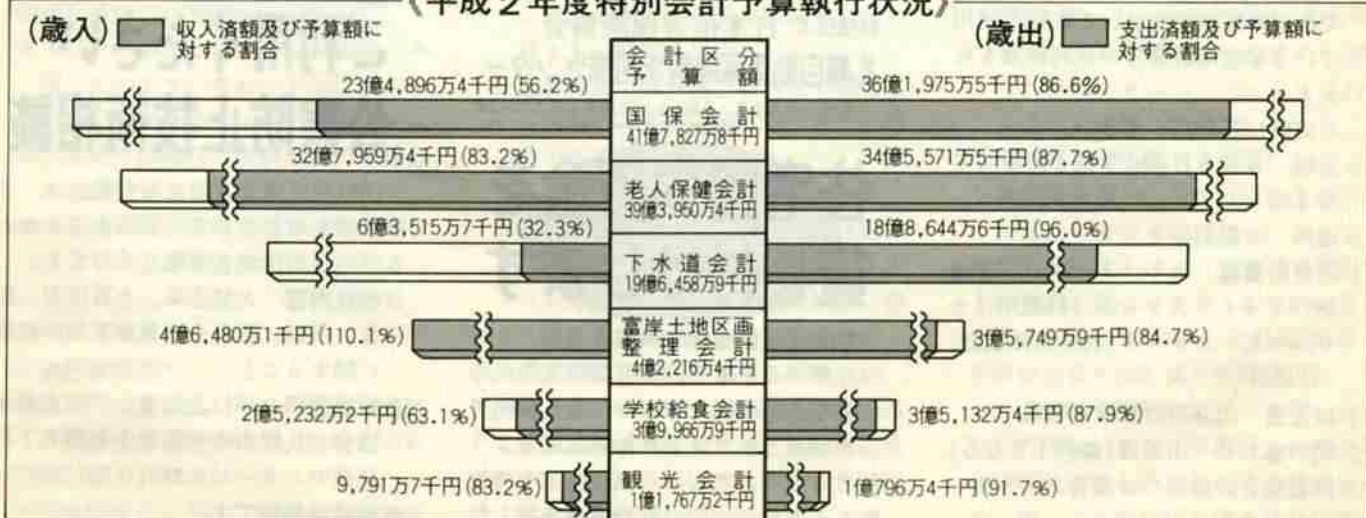 《平成2年度特別会計予算執行状況》
(歳入) 収入済額及び予算額に
対する割合
(歳出) 支出済額及び予算額に
対する割合
会計区分
予算額
23億4,896万4千円(56.2%)
国保会計
41億7,827万8千円
36億1,975万5千円(86.6%)
32億7,959万4千円(83.2%)
老人保健会計
39億3,960万4千円
34億5,571万5千円(87.7%)
6億3,515万7千円(32.3%)
下水道会計
19億6,458万9千円
18億8,644万6千円(96.0%)
4億6,480万1千円(110.1%)
富岸土地区画
整理会計
4億2,216万4千円
3億5,749万9千円(84.7%)
2億5,232万2千円(63.1%)
学校給食会計
3億9,966万9千円
3億5,132万4千円(87.9%)
9,791万7千円(83.2%)
観光会計
1億1,767万2千円
1億796万4千円(91.7%)